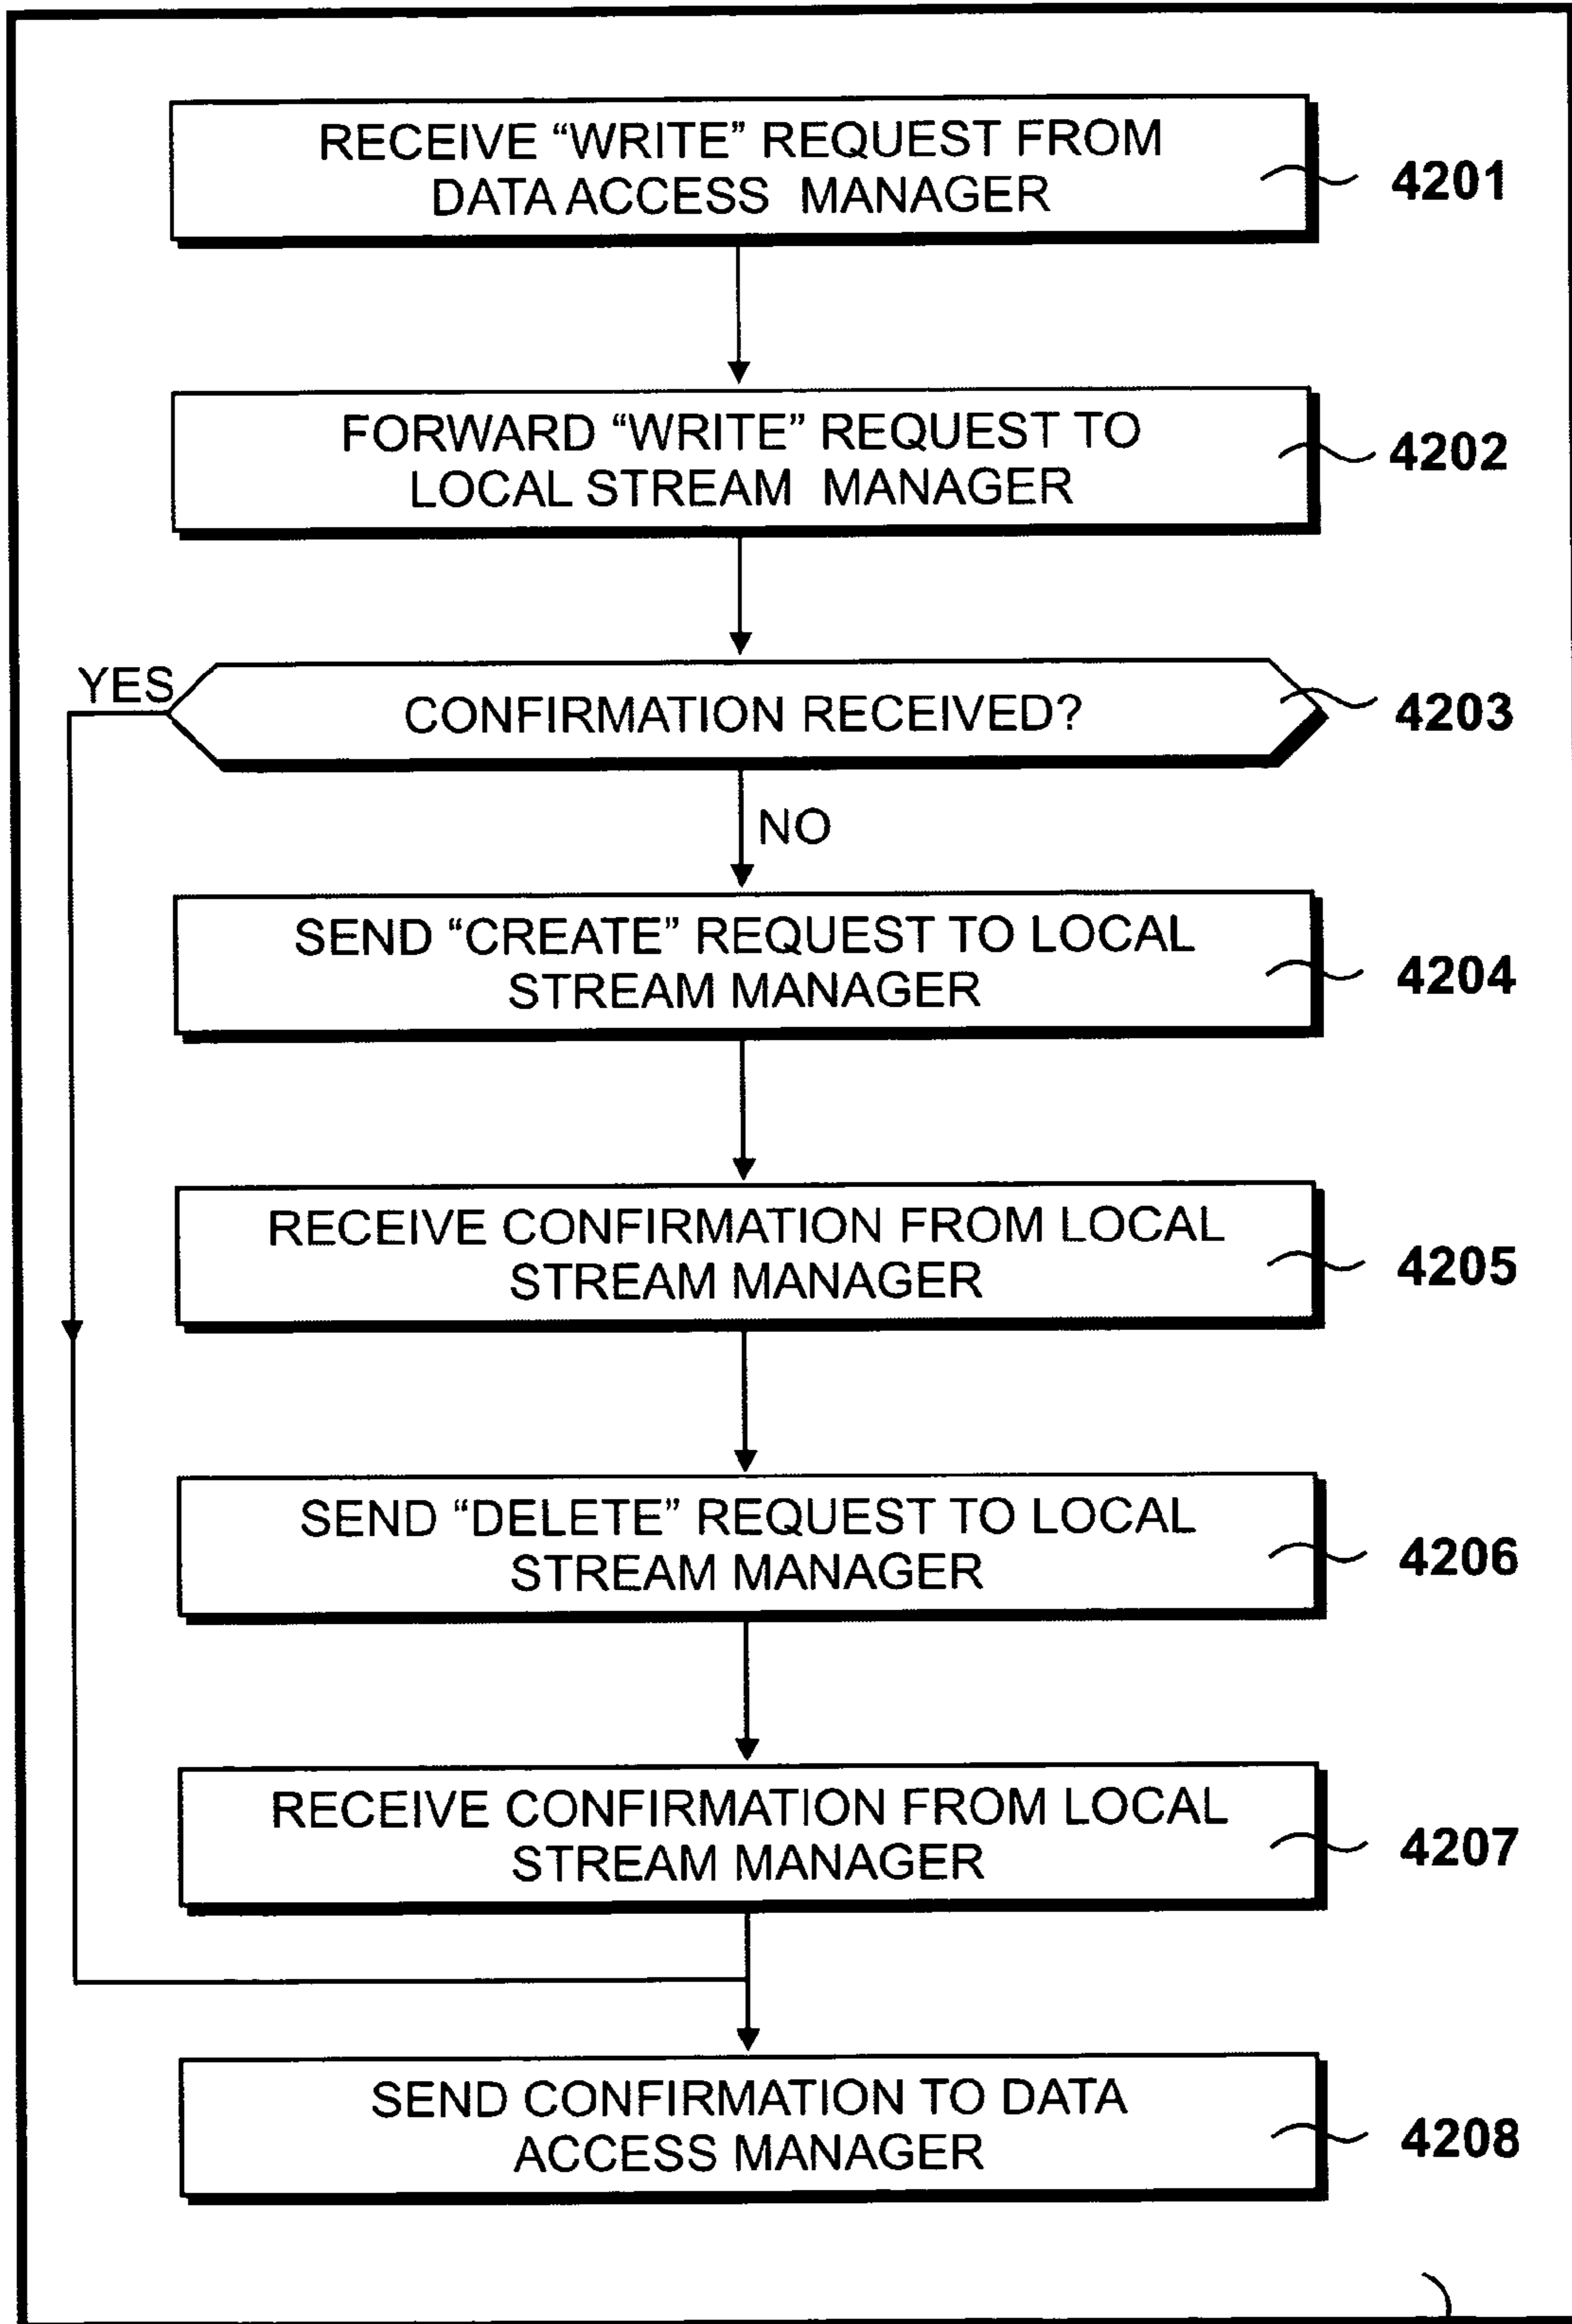 RECEIVE “WRITE” REQUEST FROM
DATA ACCESS MANAGER
4201
FORWARD “WRITE” REQUEST TO
LOCAL STREAM MANAGER
4202
YES
CONFIRMATION RECEIVED?
4203
NO
SEND “CREATE” REQUEST TO LOCAL
STREAM MANAGER
4204
RECEIVE CONFIRMATION FROM LOCAL
STREAM MANAGER
4205
SEND “DELETE” REQUEST TO LOCAL
STREAM MANAGER
4206
RECEIVE CONFIRMATION FROM LOCAL
STREAM MANAGER
4207
SEND CONFIRMATION TO DATA
ACCESS MANAGER
4208